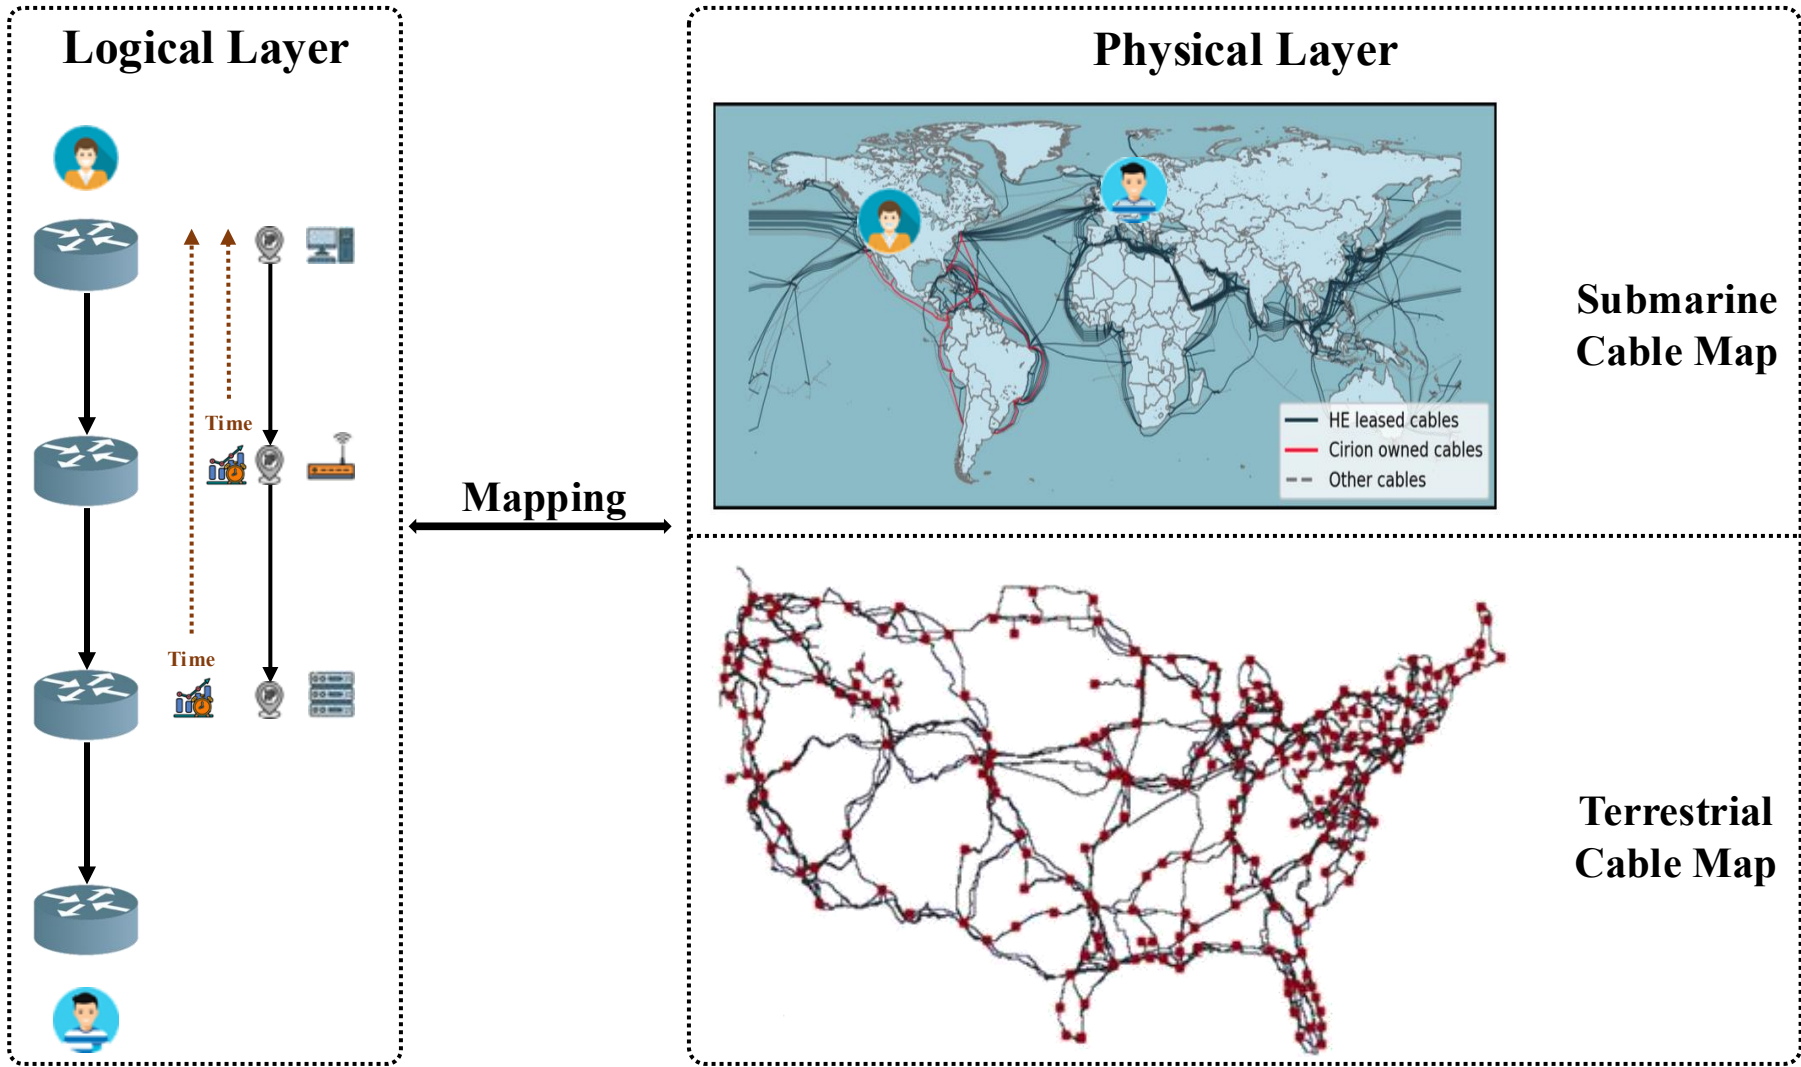 Logical Layer
Time
Time
Mapping
Physical Layer
HE leased cables
Cirion owned cables
Other cables
Submarine
Cable Map
Terrestrial
Cable Map